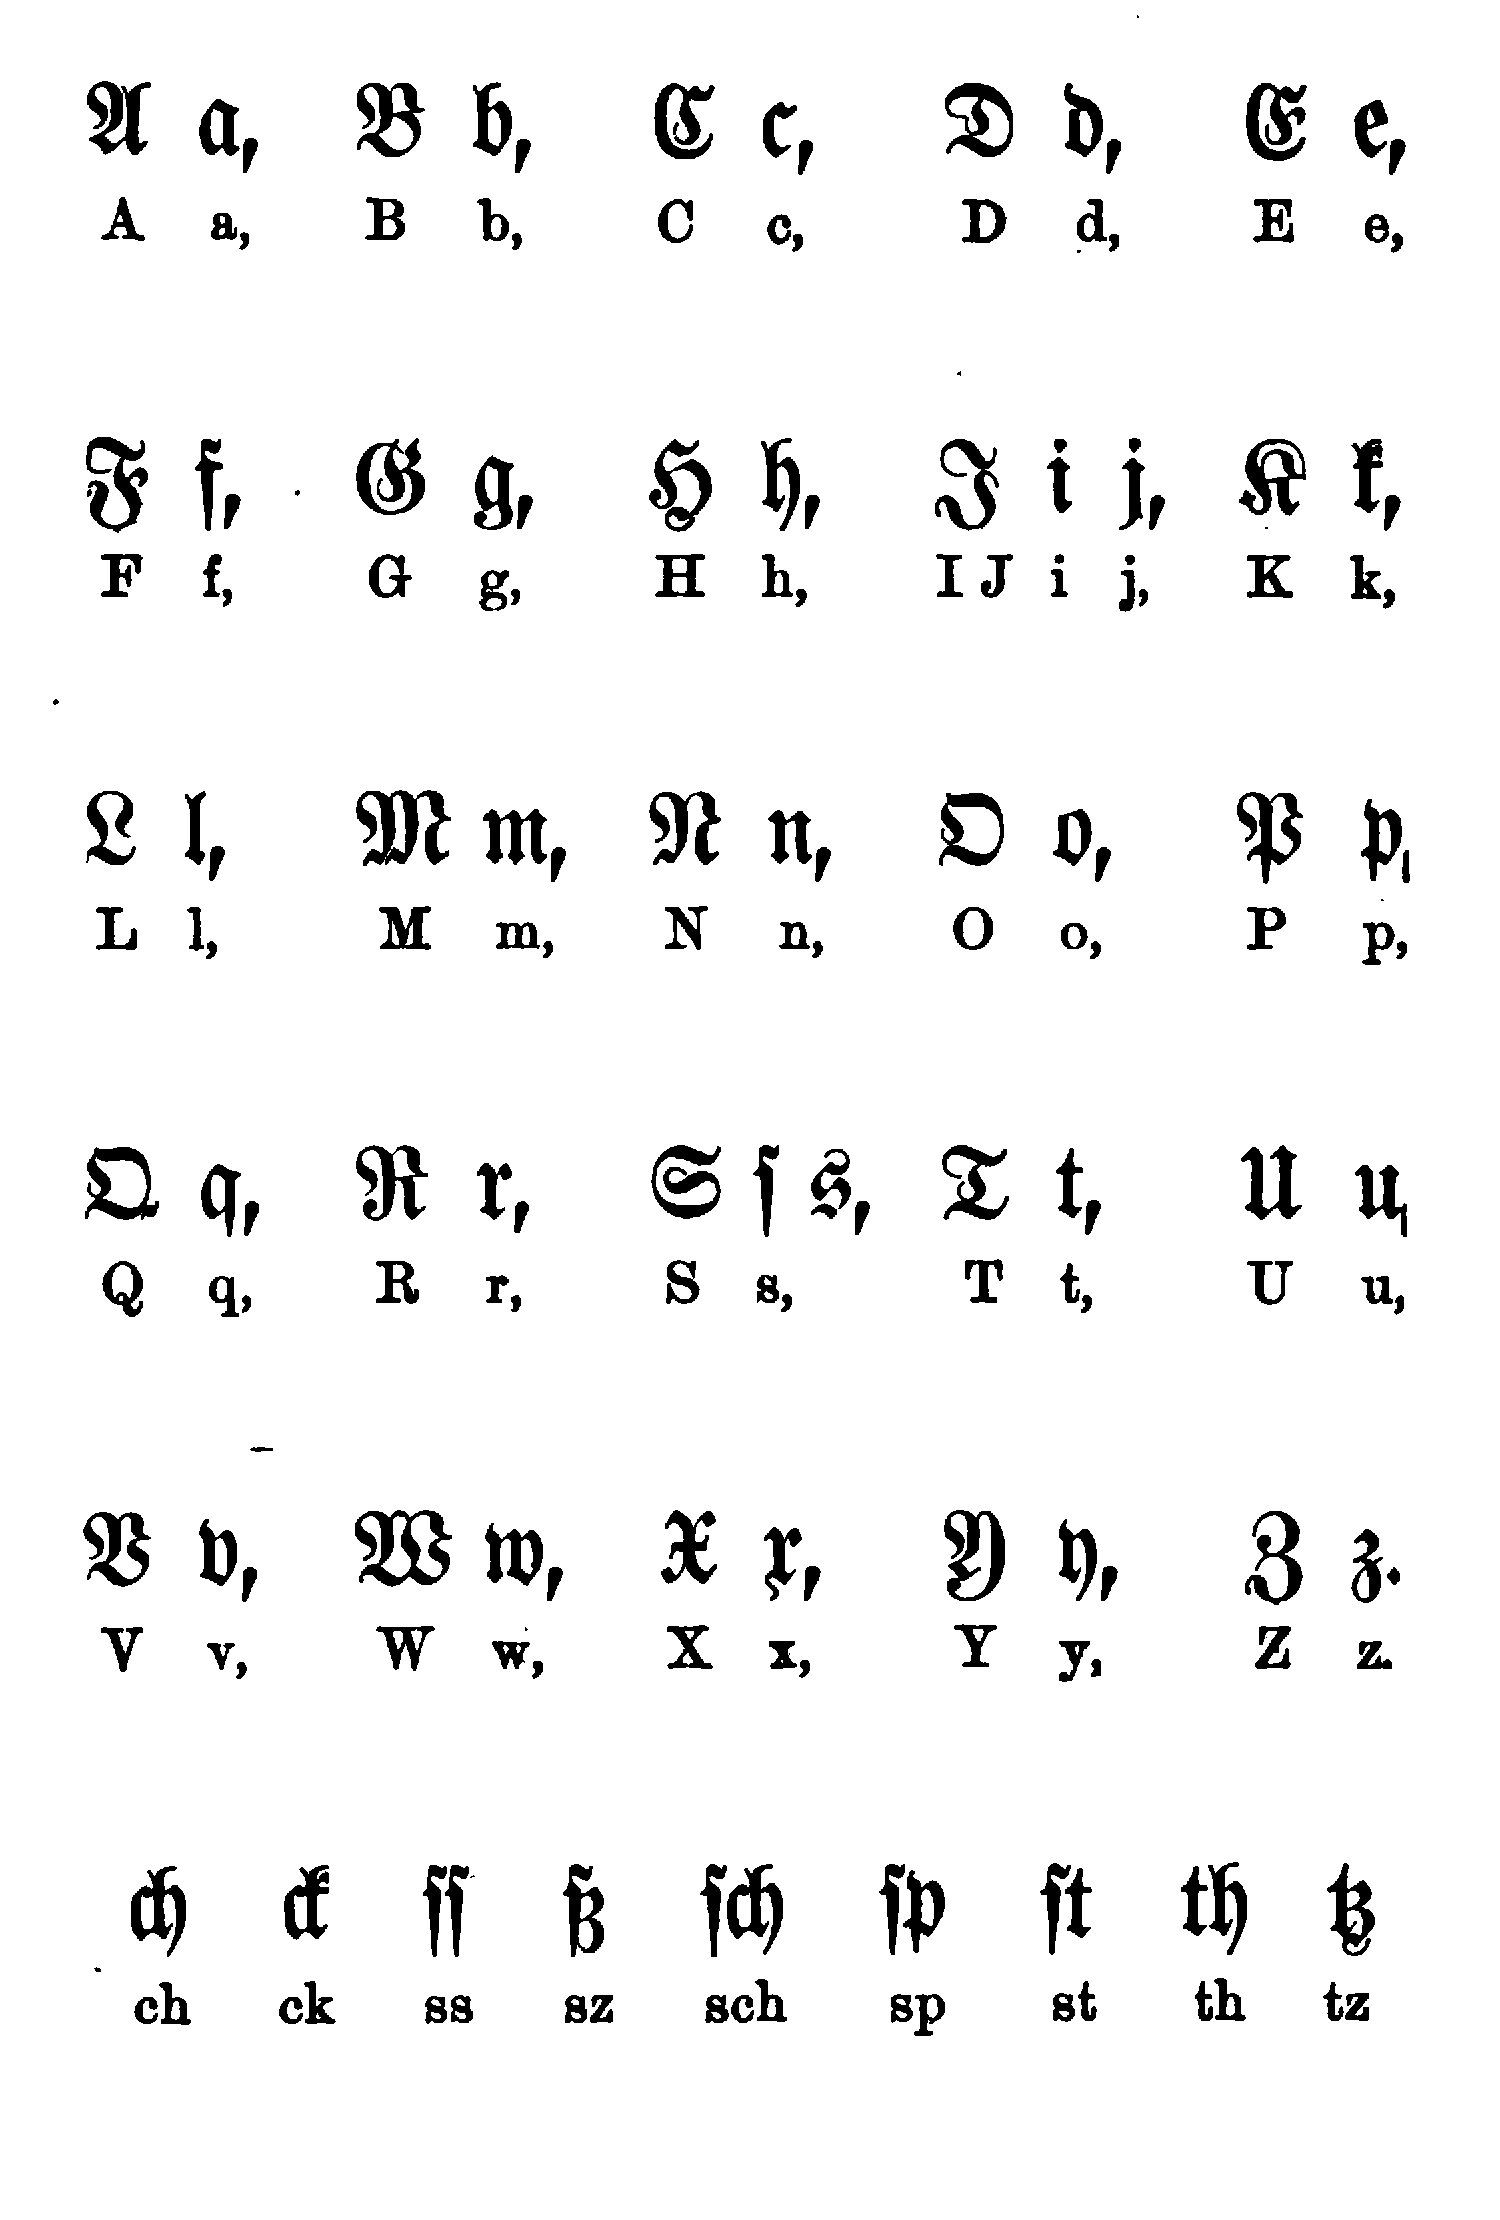 A a, B b, C c, D d, E e,
A a, B b, C c, D d, E e,
F f, G g, H h, I i j, K k,
F f, G g, H h, I J i j, K k,
L l, M m, N n, O o, P p,
L l, M m, N n, O o, P p,
Q q, R r, S ſ s, T t, U u,
Q q, R r, S s, T t, U u,
V v, W w, X x, Y y, Z z.
V v, W w, X x, Y y, Z z.
ch ck ſſ ß ſch ſp ſt th tz
ch ck ss sz sch sp st th tz